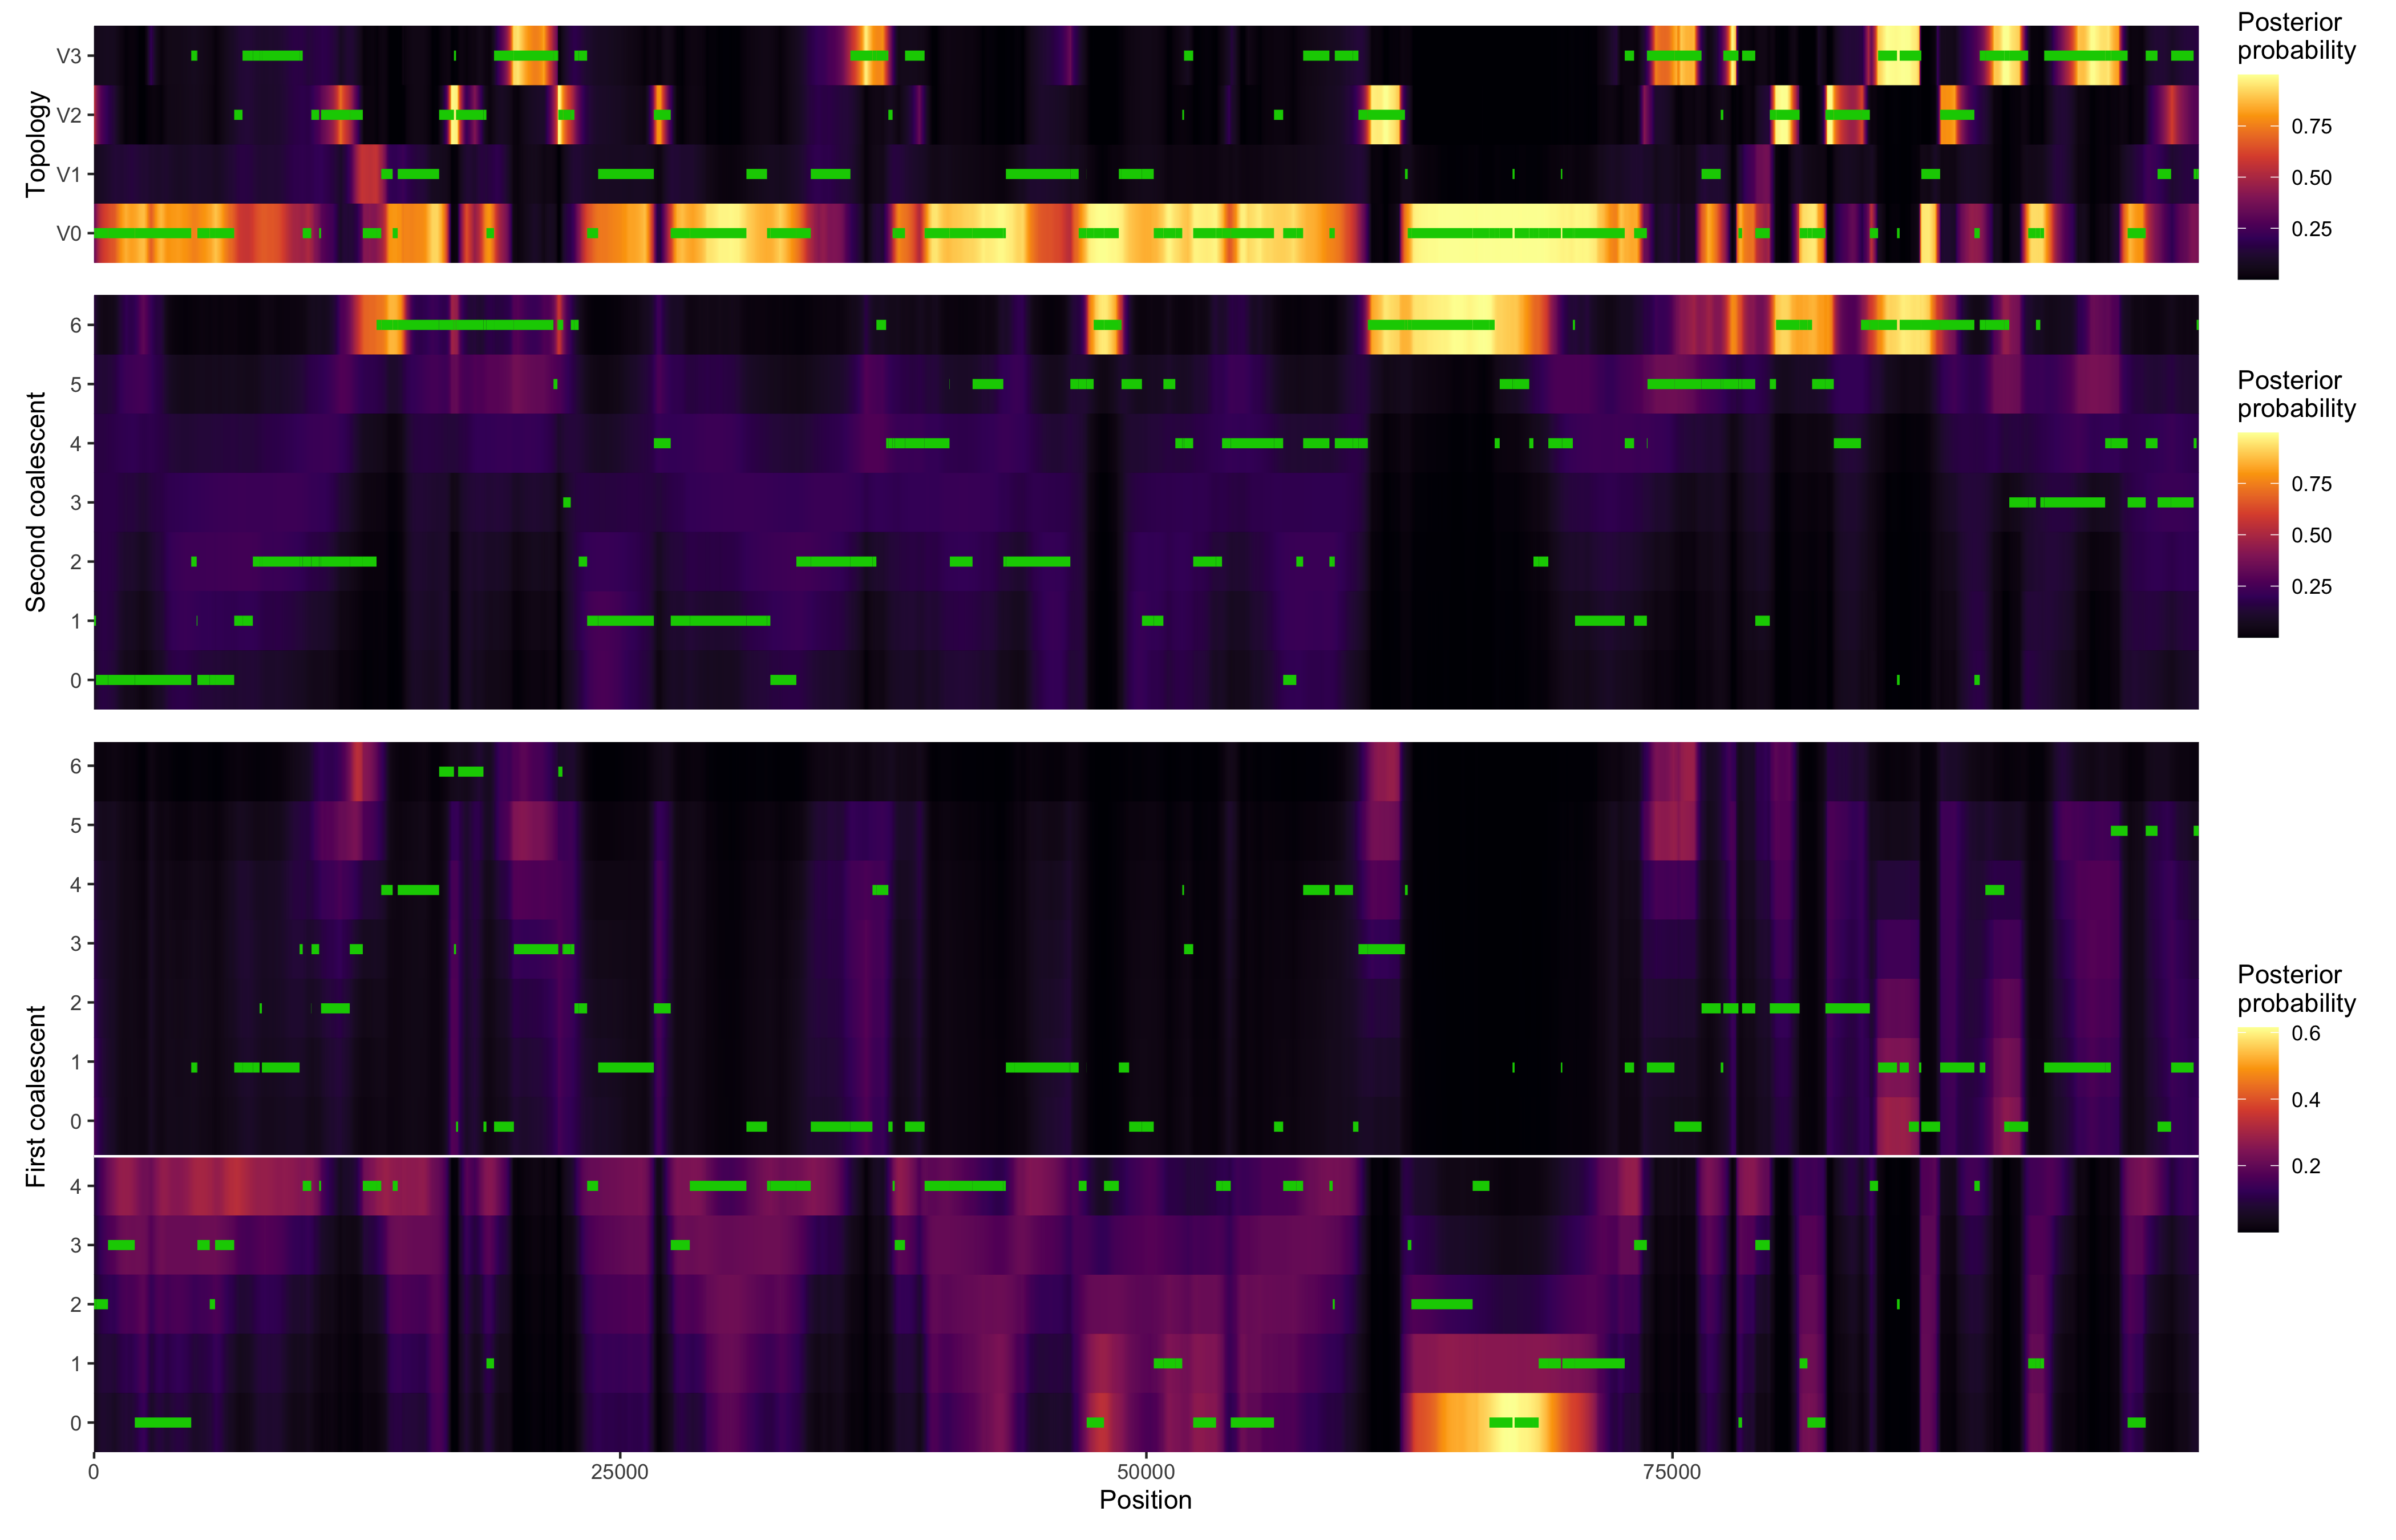 Topology
V3
V2
V1
V0
Posterior
probability
0.75
0.50
0.25
Second coalescent
6
5
4
3
2
1
0
Posterior
probability
0.75
0.50
0.25
First coalescent
6
5
4
3
2
1
0
4
3
2
1
0
Posterior
probability
0.6
0.4
0.2
0
25000
50000
75000
Position